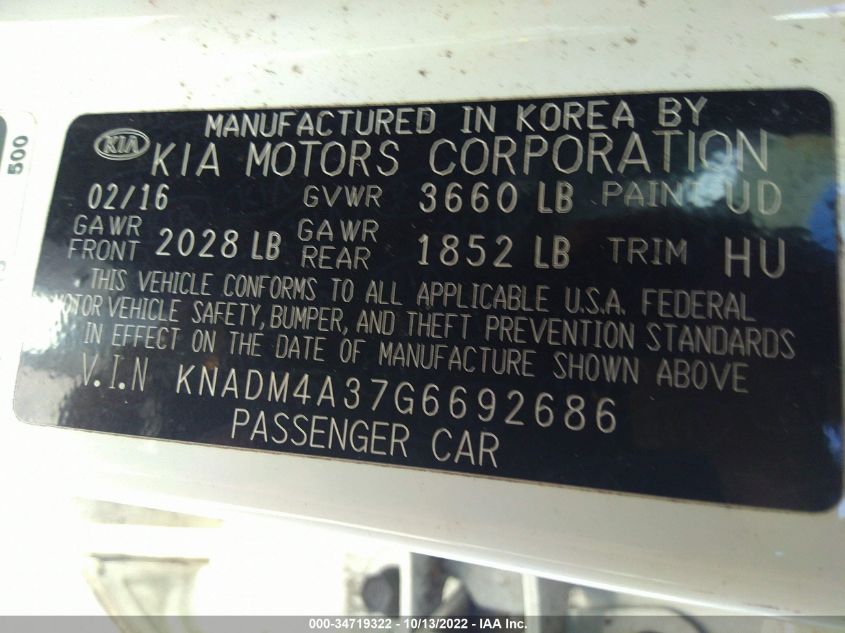 MANUFACTURED IN KOREA BY
KIA KIA MOTORS CORPORATION
02/16 GVWR 3660 LB PAINT UD
GAWR FRONT 2028 LB GAWR REAR 1852 LB TRIM HU
THIS VEHICLE CONFORMS TO ALL APPLICABLE U.S.A. FEDERAL
MOTOR VEHICLE SAFETY, BUMPER, AND THEFT PREVENTION STANDARDS
IN EFFECT ON THE DATE OF MANUFACTURE SHOWN ABOVE
V.I.N KNADM4A37G6692686
PASSENGER CAR
500
000-34719322 - 10/13/2022 - IAA Inc.